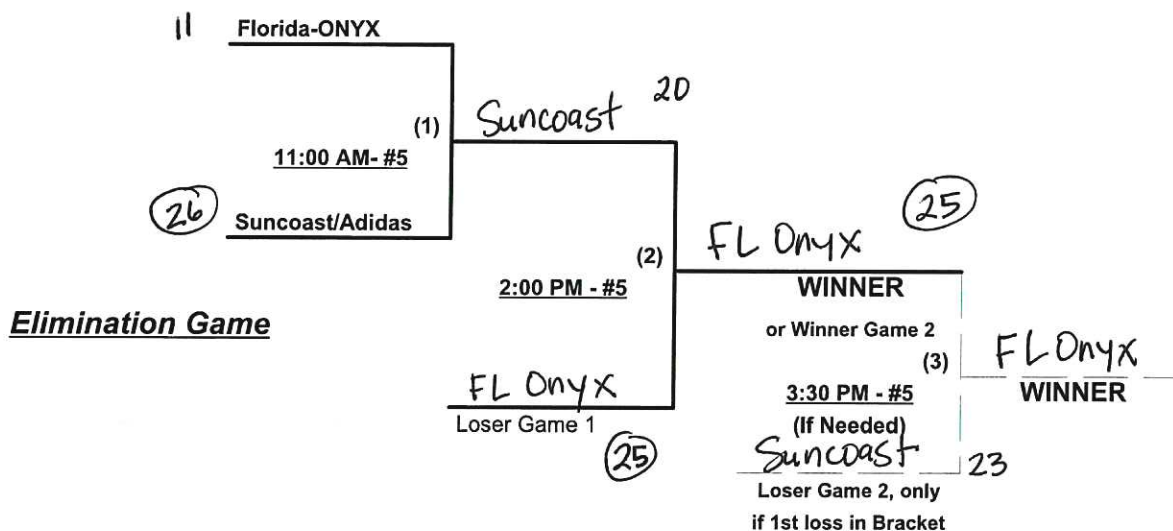 11 Florida-ONYX
Suncoast 20
(1)
11:00 AM- #5
26 Suncoast/Adidas
FL Onyx 25
(2)
2:00 PM - #5
WINNER
Elimination Game
or Winner Game 2
(3)
FL Onyx
FL Onyx
3:30 PM - #5
WINNER
Loser Game 1
(If Needed)
25
Suncoast 23
Loser Game 2, only
if 1st loss in Bracket